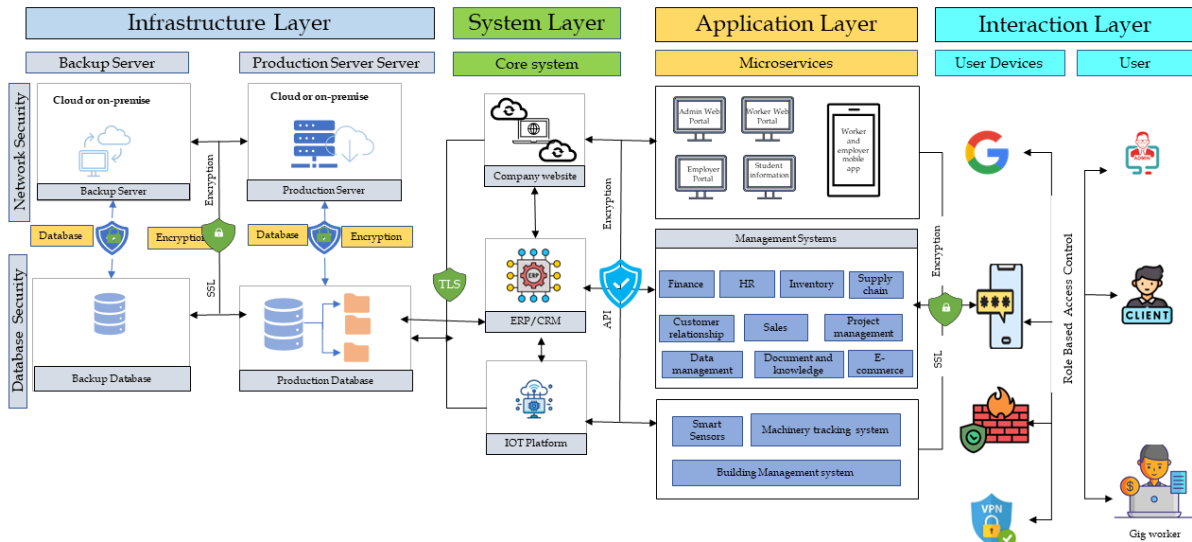 Infrastructure Layer
System Layer
Application Layer
Interaction Layer
Backup Server
Production Server Server
Core system
Microservices
User Devices
User
Network Security
Database Security
Cloud or on-premise
Backup Server
Cloud or on-premise
Production Server
Encryption
SSL
Database
Encryption
Database
Encryption
Backup Database
Production Database
TLS
Company website
ERP
ERP/CRM
IOT Platform
Encryption
API
Admin Web
Portal
Worker Web
Portal
Employer
Portal
Student
information
Worker
and
employer
mobile
app
Management Systems
Finance
HR
Inventory
Supply
chain
Customer
relationship
Sales
Project
management
Data
management
Document and
knowledge
E-
commerce
Smart
Sensors
Machinery tracking system
Building Management system
Encryption
SSL
G
***
VPN
Role Based Access Control
ADMIN
CLIENT
Gig worker